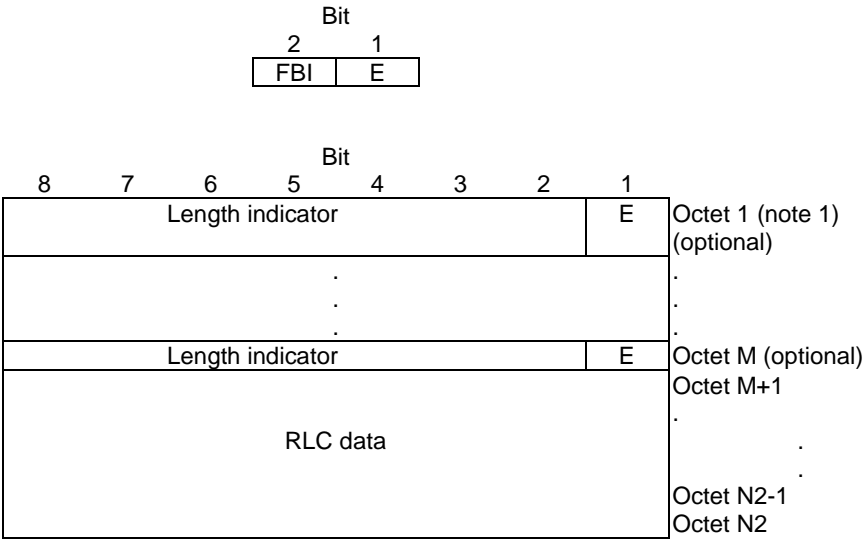 Bit
2 1
FBI E
Bit
8 7 6 5 4 3 2 1
Length indicator E Octet 1 (note 1)
(optional)
. .
. .
. .
Length indicator E Octet M (optional)
Octet M+1
.
RLC data .
.
Octet N2-1
Octet N2